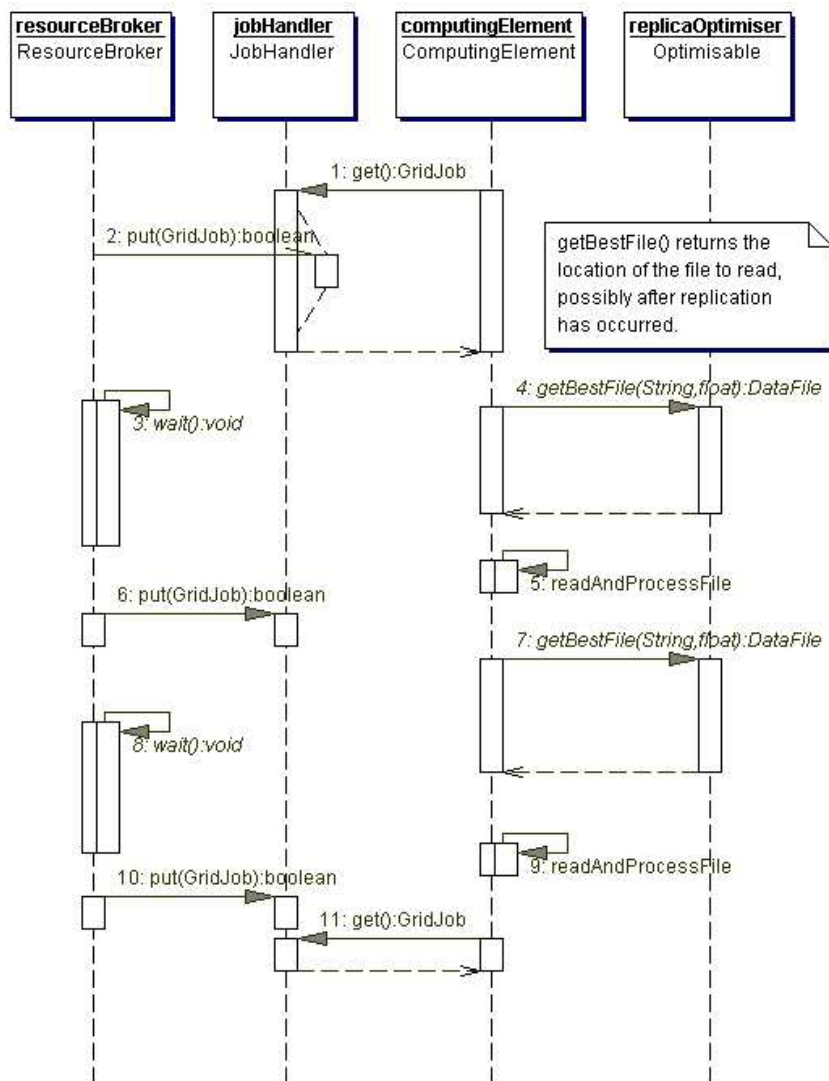 resourceBroker
ResourceBroker
jobHandler
JobHandler
computingElement
ComputingElement
replicaOptimiser
Optimisable
1: get():GridJob
2: put(GridJob):boolean
getBestFile() returns the
location of the file to read,
possibly after replication
has occurred.
3: wait():void
4: getBestFile(String,float):DataFile
5: readAndProcessFile
6: put(GridJob):boolean
7: getBestFile(String,float):DataFile
8: wait():void
9: readAndProcessFile
10: put(GridJob):boolean
11: get():GridJob